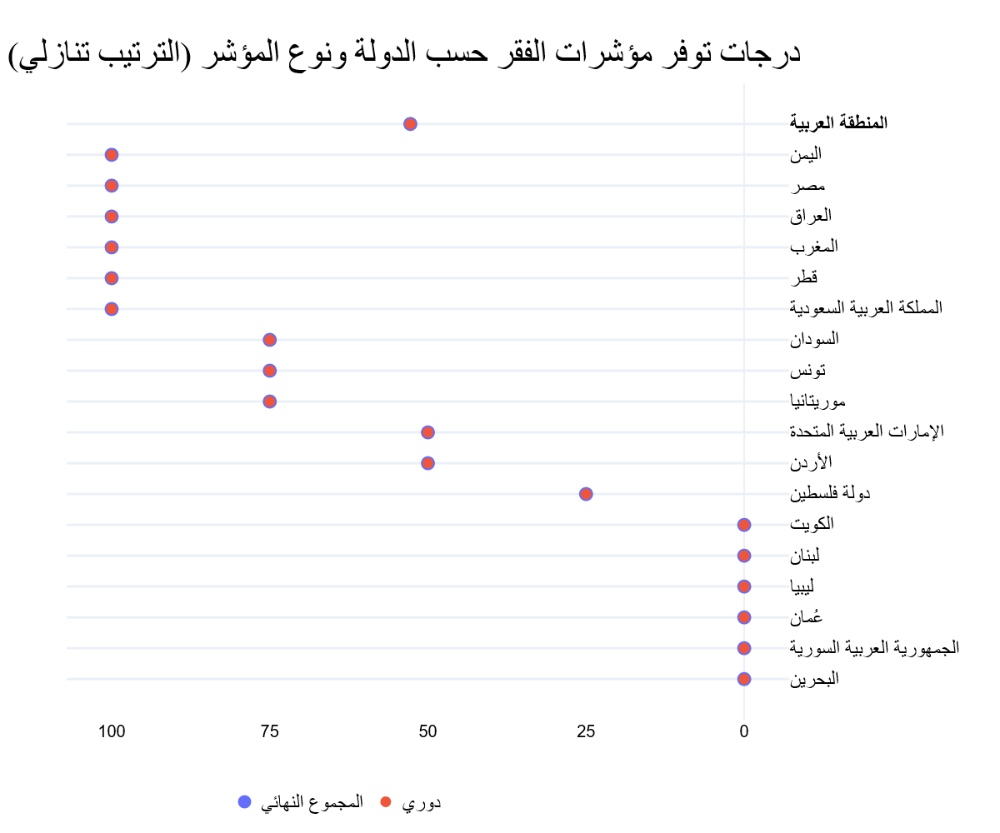 درجات توفر مؤشرات الفقر حسب الدولة ونوع المؤشر (الترتيب تنازلي)
المنطقة العربية
اليمن
مصر
العراق
المغرب
قطر
المملكة العربية السعودية
السودان
تونس
موريتانيا
الإمارات العربية المتحدة
الأردن
دولة فلسطين
الكويت
لبنان
ليبيا
عُمان
الجمهورية العربية السورية
البحرين
100 75 50 25 0
دوري المجموع النهائي